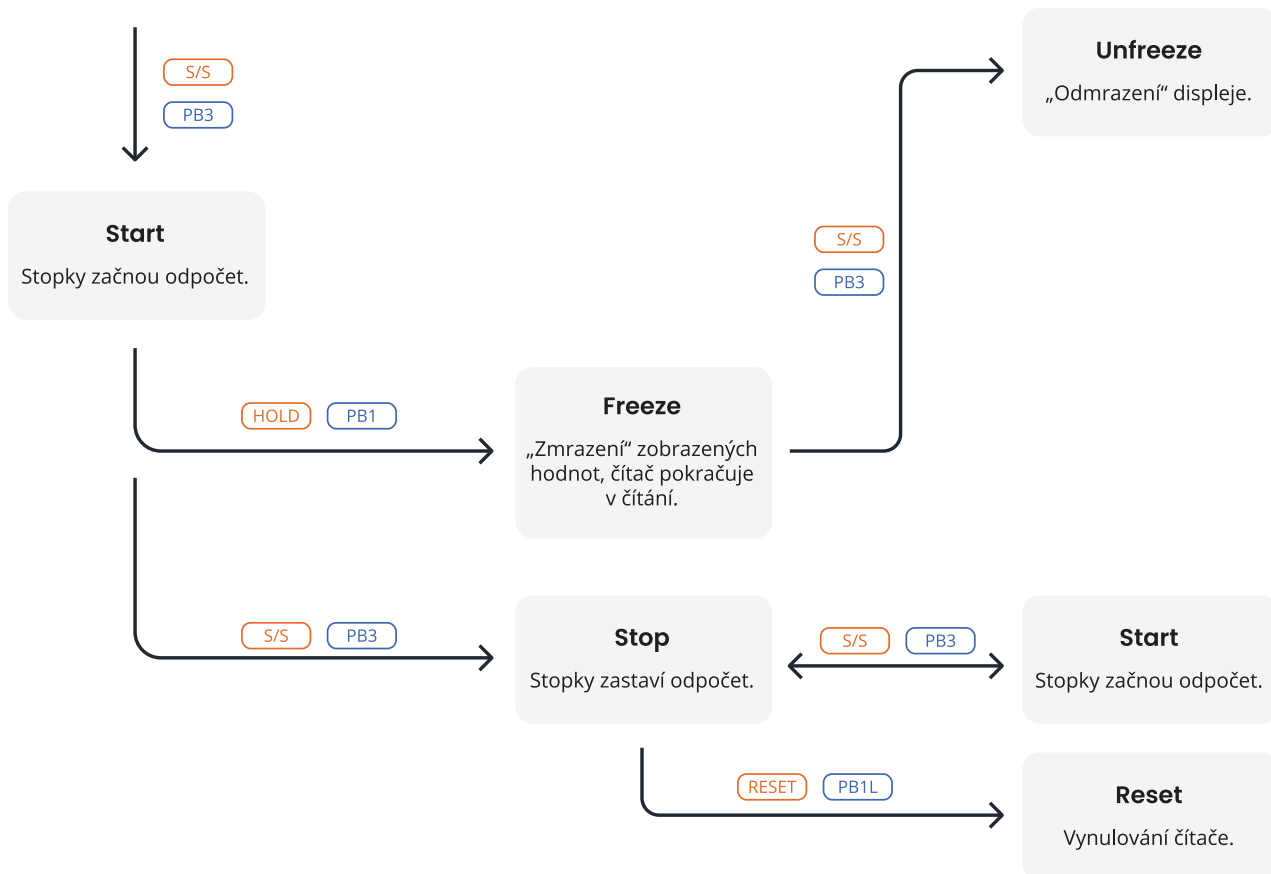 S/S
PB3
Start
Stopky začnou odpočet.
HOLD
PB1
Freeze
„Zmrazení“ zobrazených
hodnot, čítač pokračuje
v čítání.
S/S
PB3
Unfreeze
„Odmrazení“ displeje.
S/S
PB3
Stop
Stopky zastaví odpočet.
S/S
PB3
Start
Stopky začnou odpočet.
RESET
PB1L
Reset
Vynulování čítače.